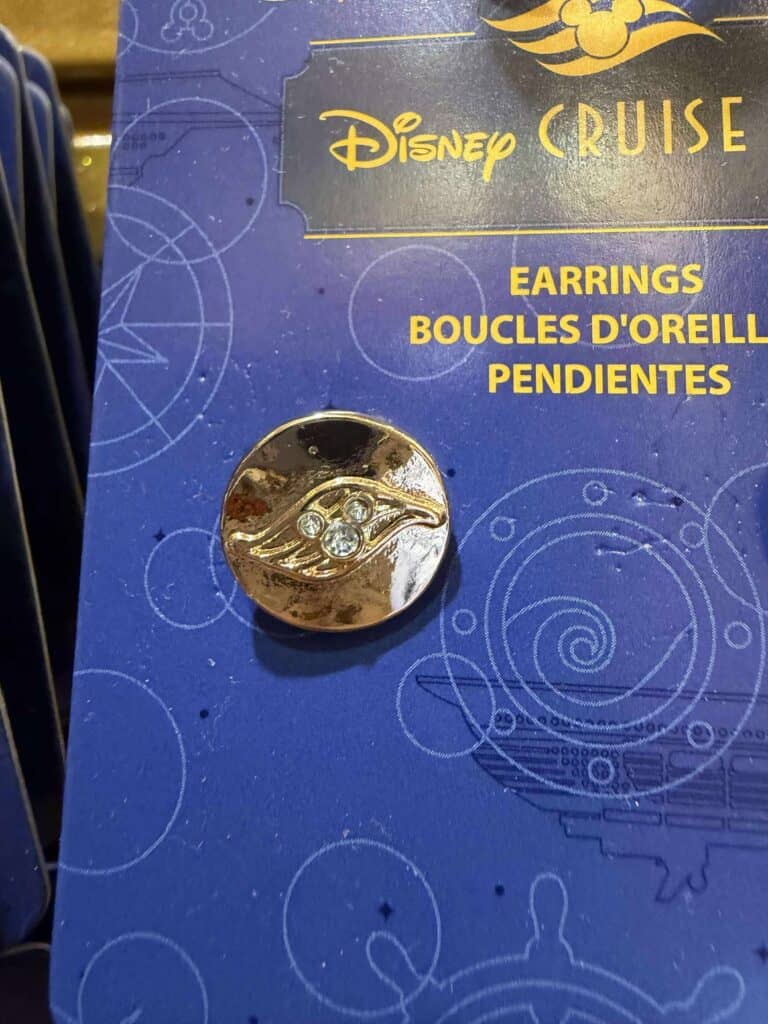 Disney CRUISE
EARRINGS
BOUCLES D'OREILL
PENDIENTES